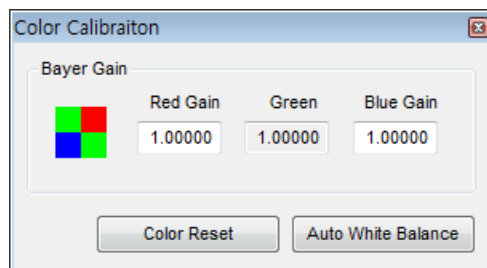 Color Calibraiton
Bayer Gain
Red Gain Green Blue Gain
1.00000 1.00000 1.00000
Color Reset Auto White Balance